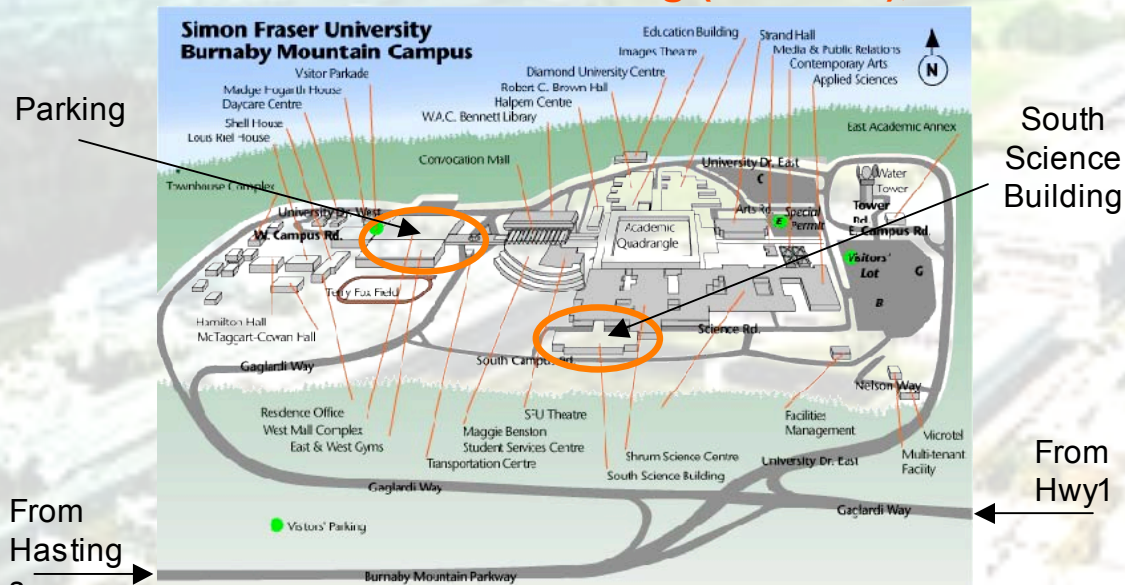 Simon Fraser University
Burnaby Mountain Campus
Education Building
Strand Hall
Images Theatre
Media & Public Relations
Contemporary Arts
Applied Sciences
N
Visitor Parkade
Diamond University Centre
Madge Hogarth House
Robert C. Brown Hall
Daycare Centre
Halpern Centre
Shell House
W.A.C. Bennett Library
Louis Riel House
East Academic Annex
Parking
South
Science
Building
Convocation Mall
University Dr. East
C
Water
Tower
Townhouse Complex
Tower
Rd.
University Dr. West
Arts Rd.
Special
Permit
E
W. Campus Rd.
Academic
Quadrangle
E. Campus Rd.
Visitors'
Lot
G
B
Terry Fox Field
Hamilton Hall
McTaggart-Cowan Hall
Science Rd.
Gaglardi Way
South Campus Rd.
Nelson Way
Residence Office
West Mall Complex
East & West Gyms
SFU Theatre
Maggie Benston
Student Services Centre
Transportation Centre
Facilities
Management
Shrum Science Centre
South Science Building
University Dr. East
Microtel
Multi-tenant
Facility
From
Hwy1
Gaglardi Way
Gaglardi Way
From
Hasting
Visitors' Parking
Burnaby Mountain Parkway